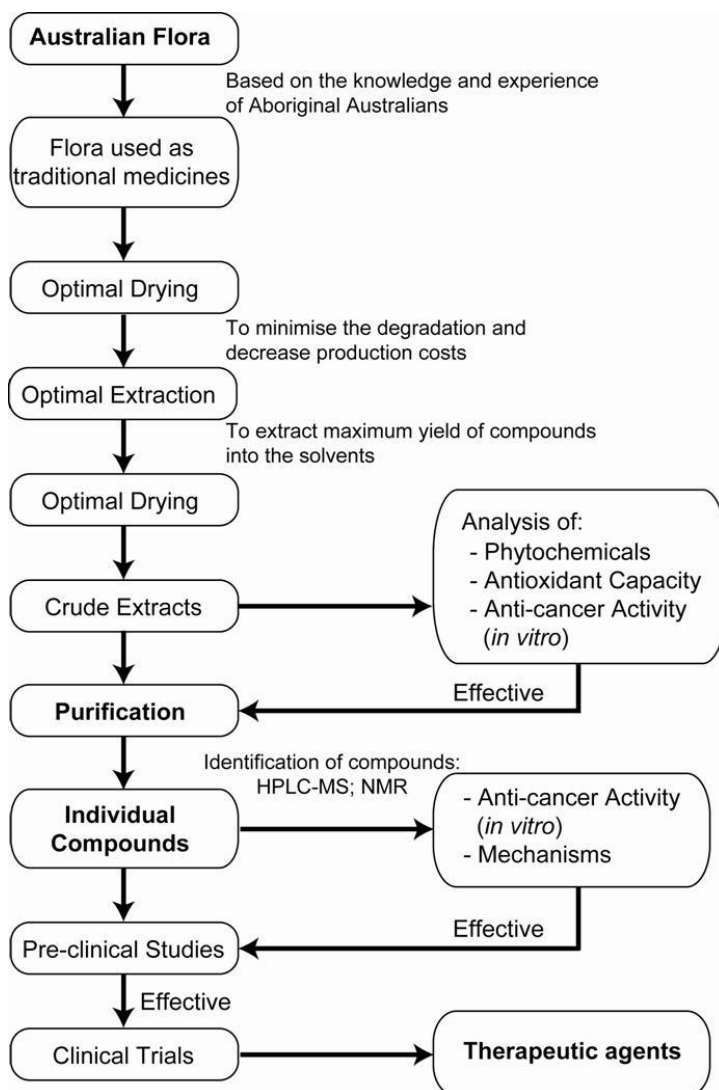 Australian Flora
Based on the knowledge and experience
of Aboriginal Australians
Flora used as
traditional medicines
Optimal Drying
To minimise the degradation and
decrease production costs
Optimal Extraction
To extract maximum yield of compounds
into the solvents
Optimal Drying
Crude Extracts
Analysis of:
- Phytochemicals
- Antioxidant Capacity
- Anti-cancer Activity
(in vitro)
Effective
Purification
Identification of compounds:
HPLC-MS; NMR
Individual
Compounds
- Anti-cancer Activity
(in vitro)
- Mechanisms
Effective
Pre-clinical Studies
Effective
Clinical Trials
Therapeutic agents